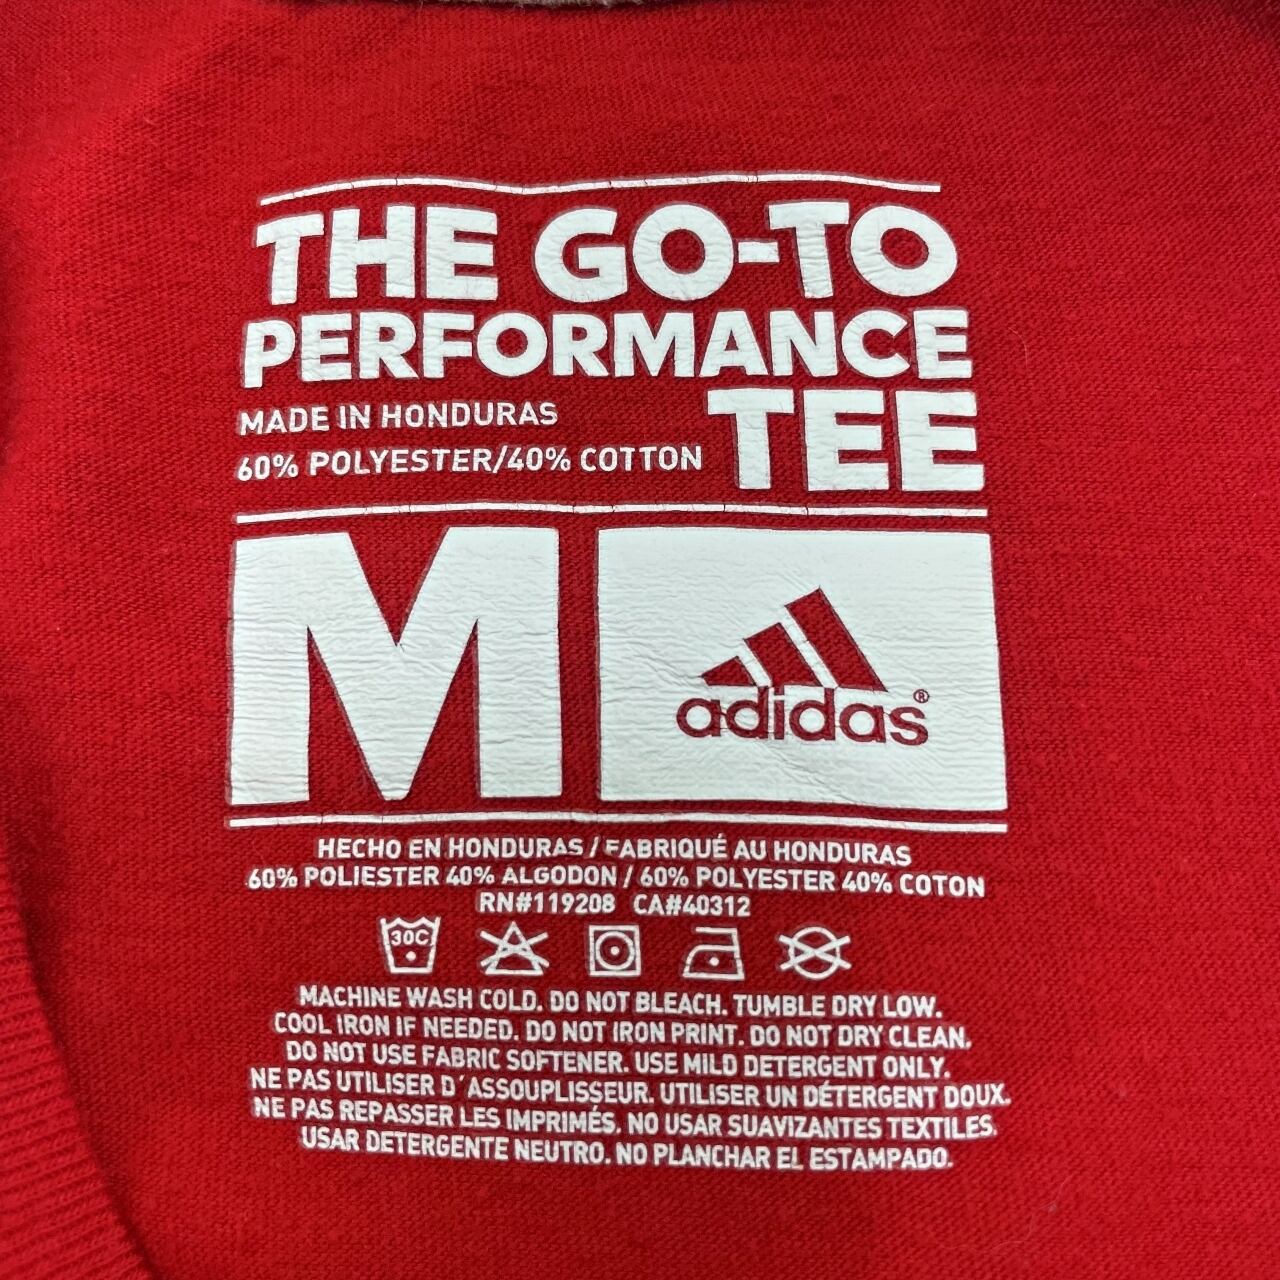 THE GO-TO
PERFORMANCE
MADE IN HONDURAS
60% POLYESTER/40% COTTON
TEE
M
adidas®
HECHO EN HONDURAS / FABRIQUÉ AU HONDURAS
60% POLIESTER 40% ALGODON / 60% POLYESTER 40% COTON
RN#119208 CA#40312
30C
MACHINE WASH COLD. DO NOT BLEACH. TUMBLE DRY LOW.
COOL IRON IF NEEDED. DO NOT IRON PRINT. DO NOT DRY CLEAN.
DO NOT USE FABRIC SOFTENER. USE MILD DETERGENT ONLY.
NE PAS UTILISER D´ASSOUPLISSEUR. UTILISER UN DÉTERGENT DOUX.
NE PAS REPASSER LES IMPRIMÉS. NO USAR SUAVIZANTES TEXTILES.
USAR DETERGENTE NEUTRO. NO PLANCHAR EL ESTAMPADO.